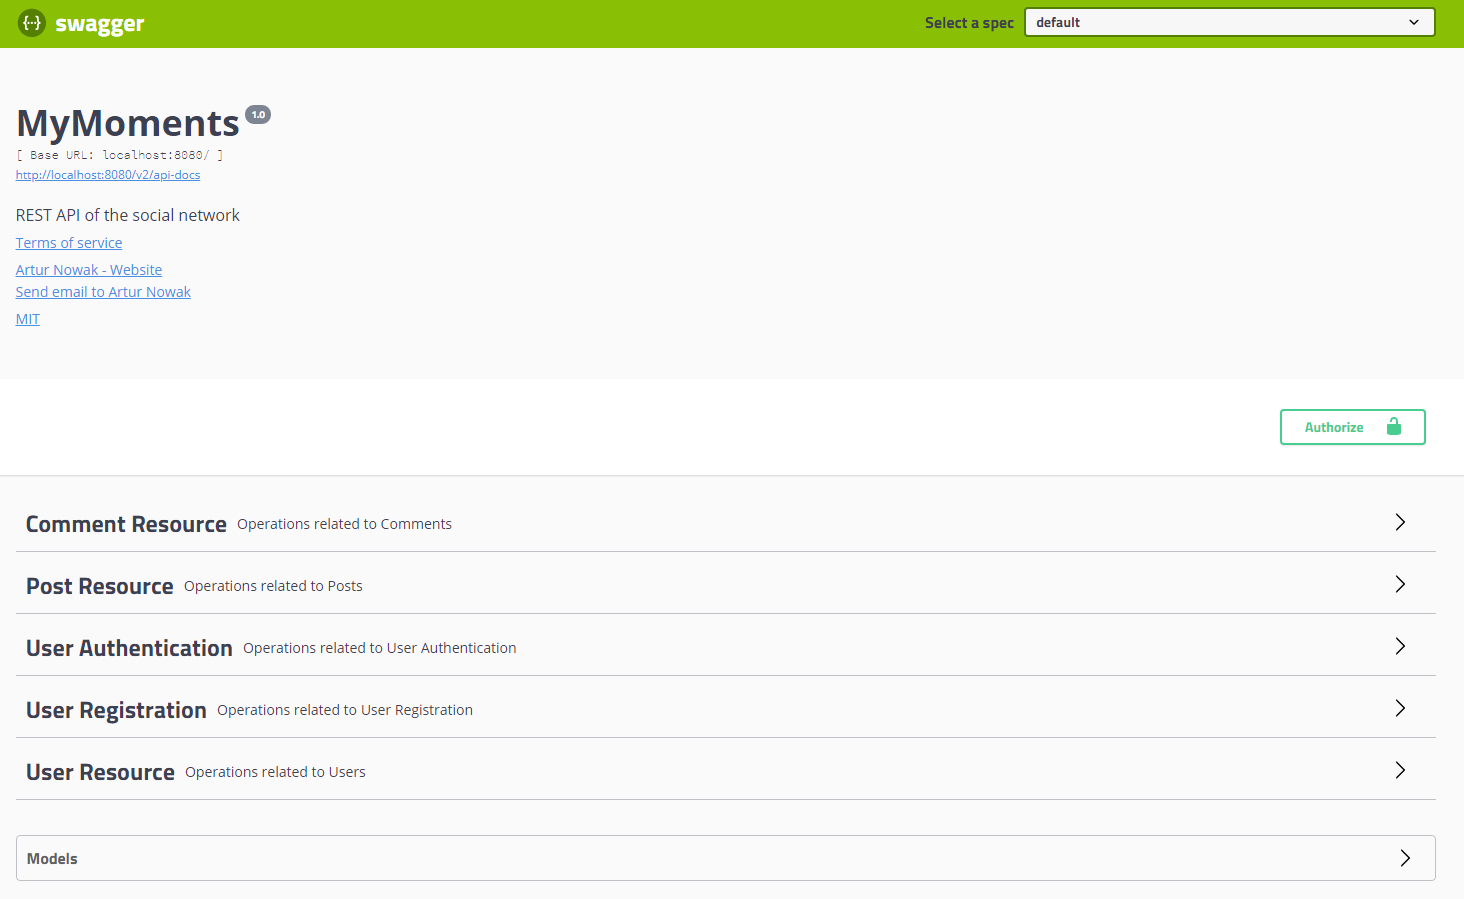 {···} swagger
Select a spec default
MyMoments 1.0
[ Base URL: localhost:8080/ ]
http://localhost:8080/v2/api-docs
REST API of the social network
Terms of service
Artur Nowak - Website
Send email to Artur Nowak
MIT
Authorize
Comment Resource Operations related to Comments
Post Resource Operations related to Posts
User Authentication Operations related to User Authentication
User Registration Operations related to User Registration
User Resource Operations related to Users
Models